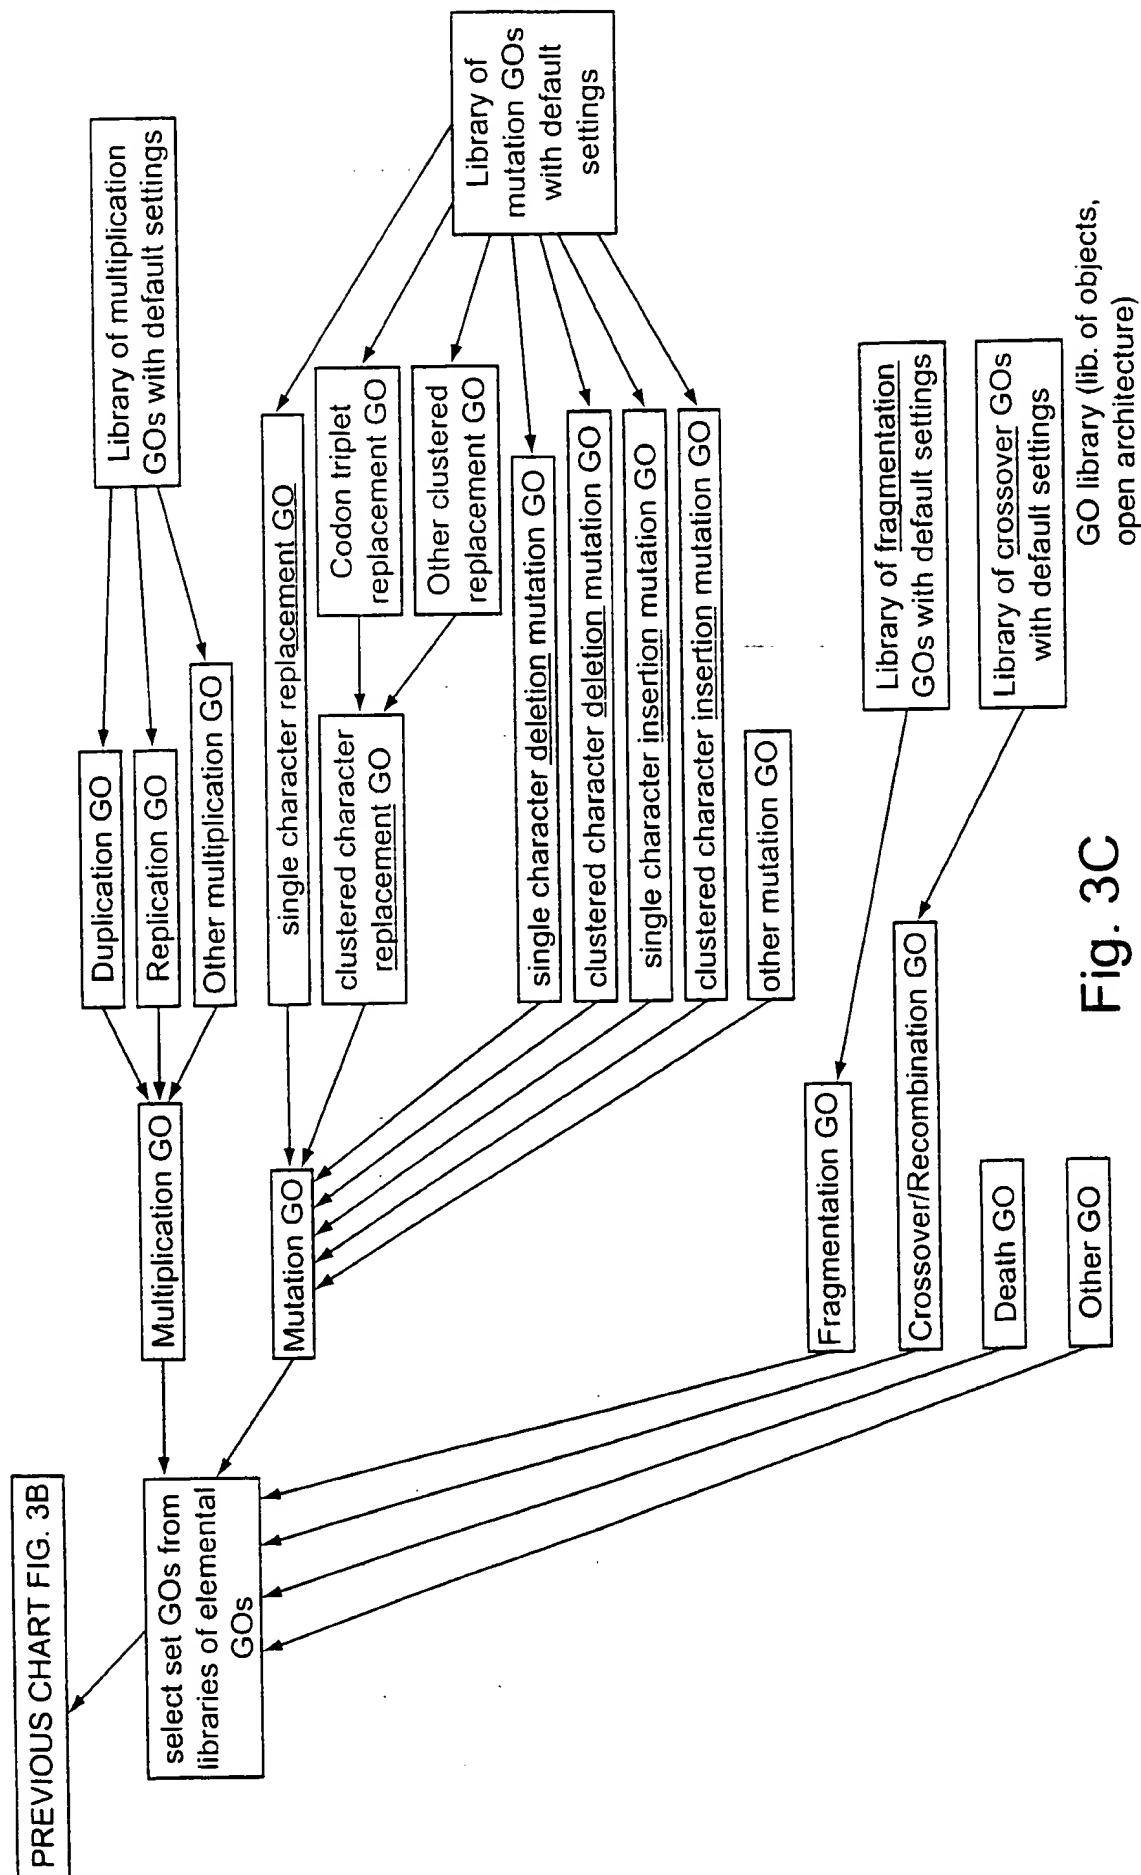 PREVIOUS CHART FIG. 3B
select set GOs from
libraries of elemental
GOs
Multiplication GO
Duplication GO
Replication GO
Other multiplication GO
Library of multiplication
GOs with default settings
Mutation GO
single character replacement GO
clustered character
replacement GO
Codon triplet
replacement GO
Other clustered
replacement GO
single character deletion mutation GO
clustered character deletion mutation GO
single character insertion mutation GO
clustered character insertion mutation GO
other mutation GO
Library of
mutation GOs
with default
settings
Fragmentation GO
Library of fragmentation
GOs with default settings
Crossover/Recombination GO
Library of crossover GOs
with default settings
Death GO
Other GO
GO library (lib. of objects,
open architecture)
Fig. 3C